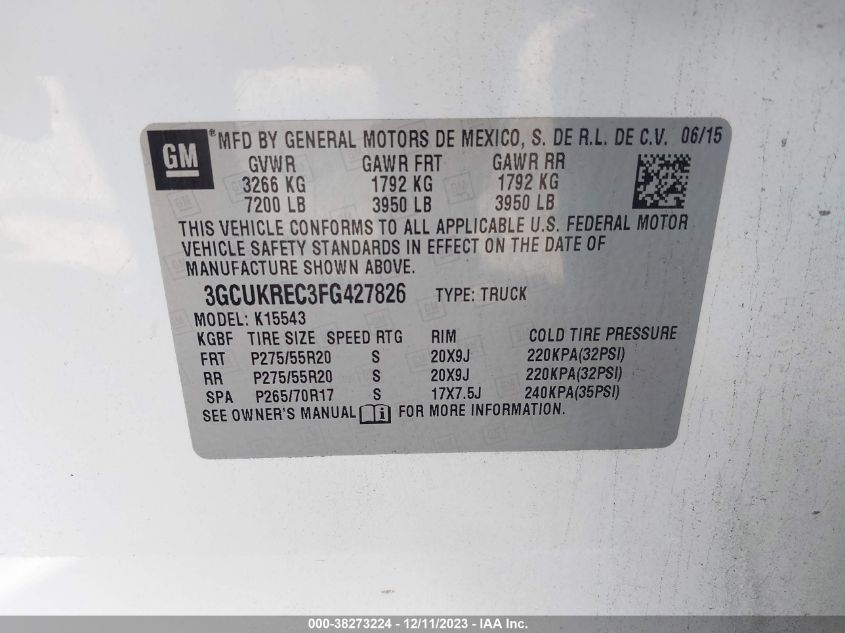 GM ® MFD BY GENERAL MOTORS DE MEXICO, S. DE R.L. DE C.V. 06/15
GVWR GAWR FRT GAWR RR
3266 KG 1792 KG 1792 KG
7200 LB 3950 LB 3950 LB
THIS VEHICLE CONFORMS TO ALL APPLICABLE U.S. FEDERAL MOTOR
VEHICLE SAFETY STANDARDS IN EFFECT ON THE DATE OF
MANUFACTURE SHOWN ABOVE.
3GCUKREC3FG427826 TYPE: TRUCK
MODEL: K15543
KGBF TIRE SIZE SPEED RTG RIM COLD TIRE PRESSURE
FRT P275/55R20 S 20X9J 220KPA(32PSI)
RR P275/55R20 S 20X9J 220KPA(32PSI)
SPA P265/70R17 S 17X7.5J 240KPA(35PSI)
SEE OWNER'S MANUAL i FOR MORE INFORMATION.
000-38273224 - 12/11/2023 - IAA Inc.